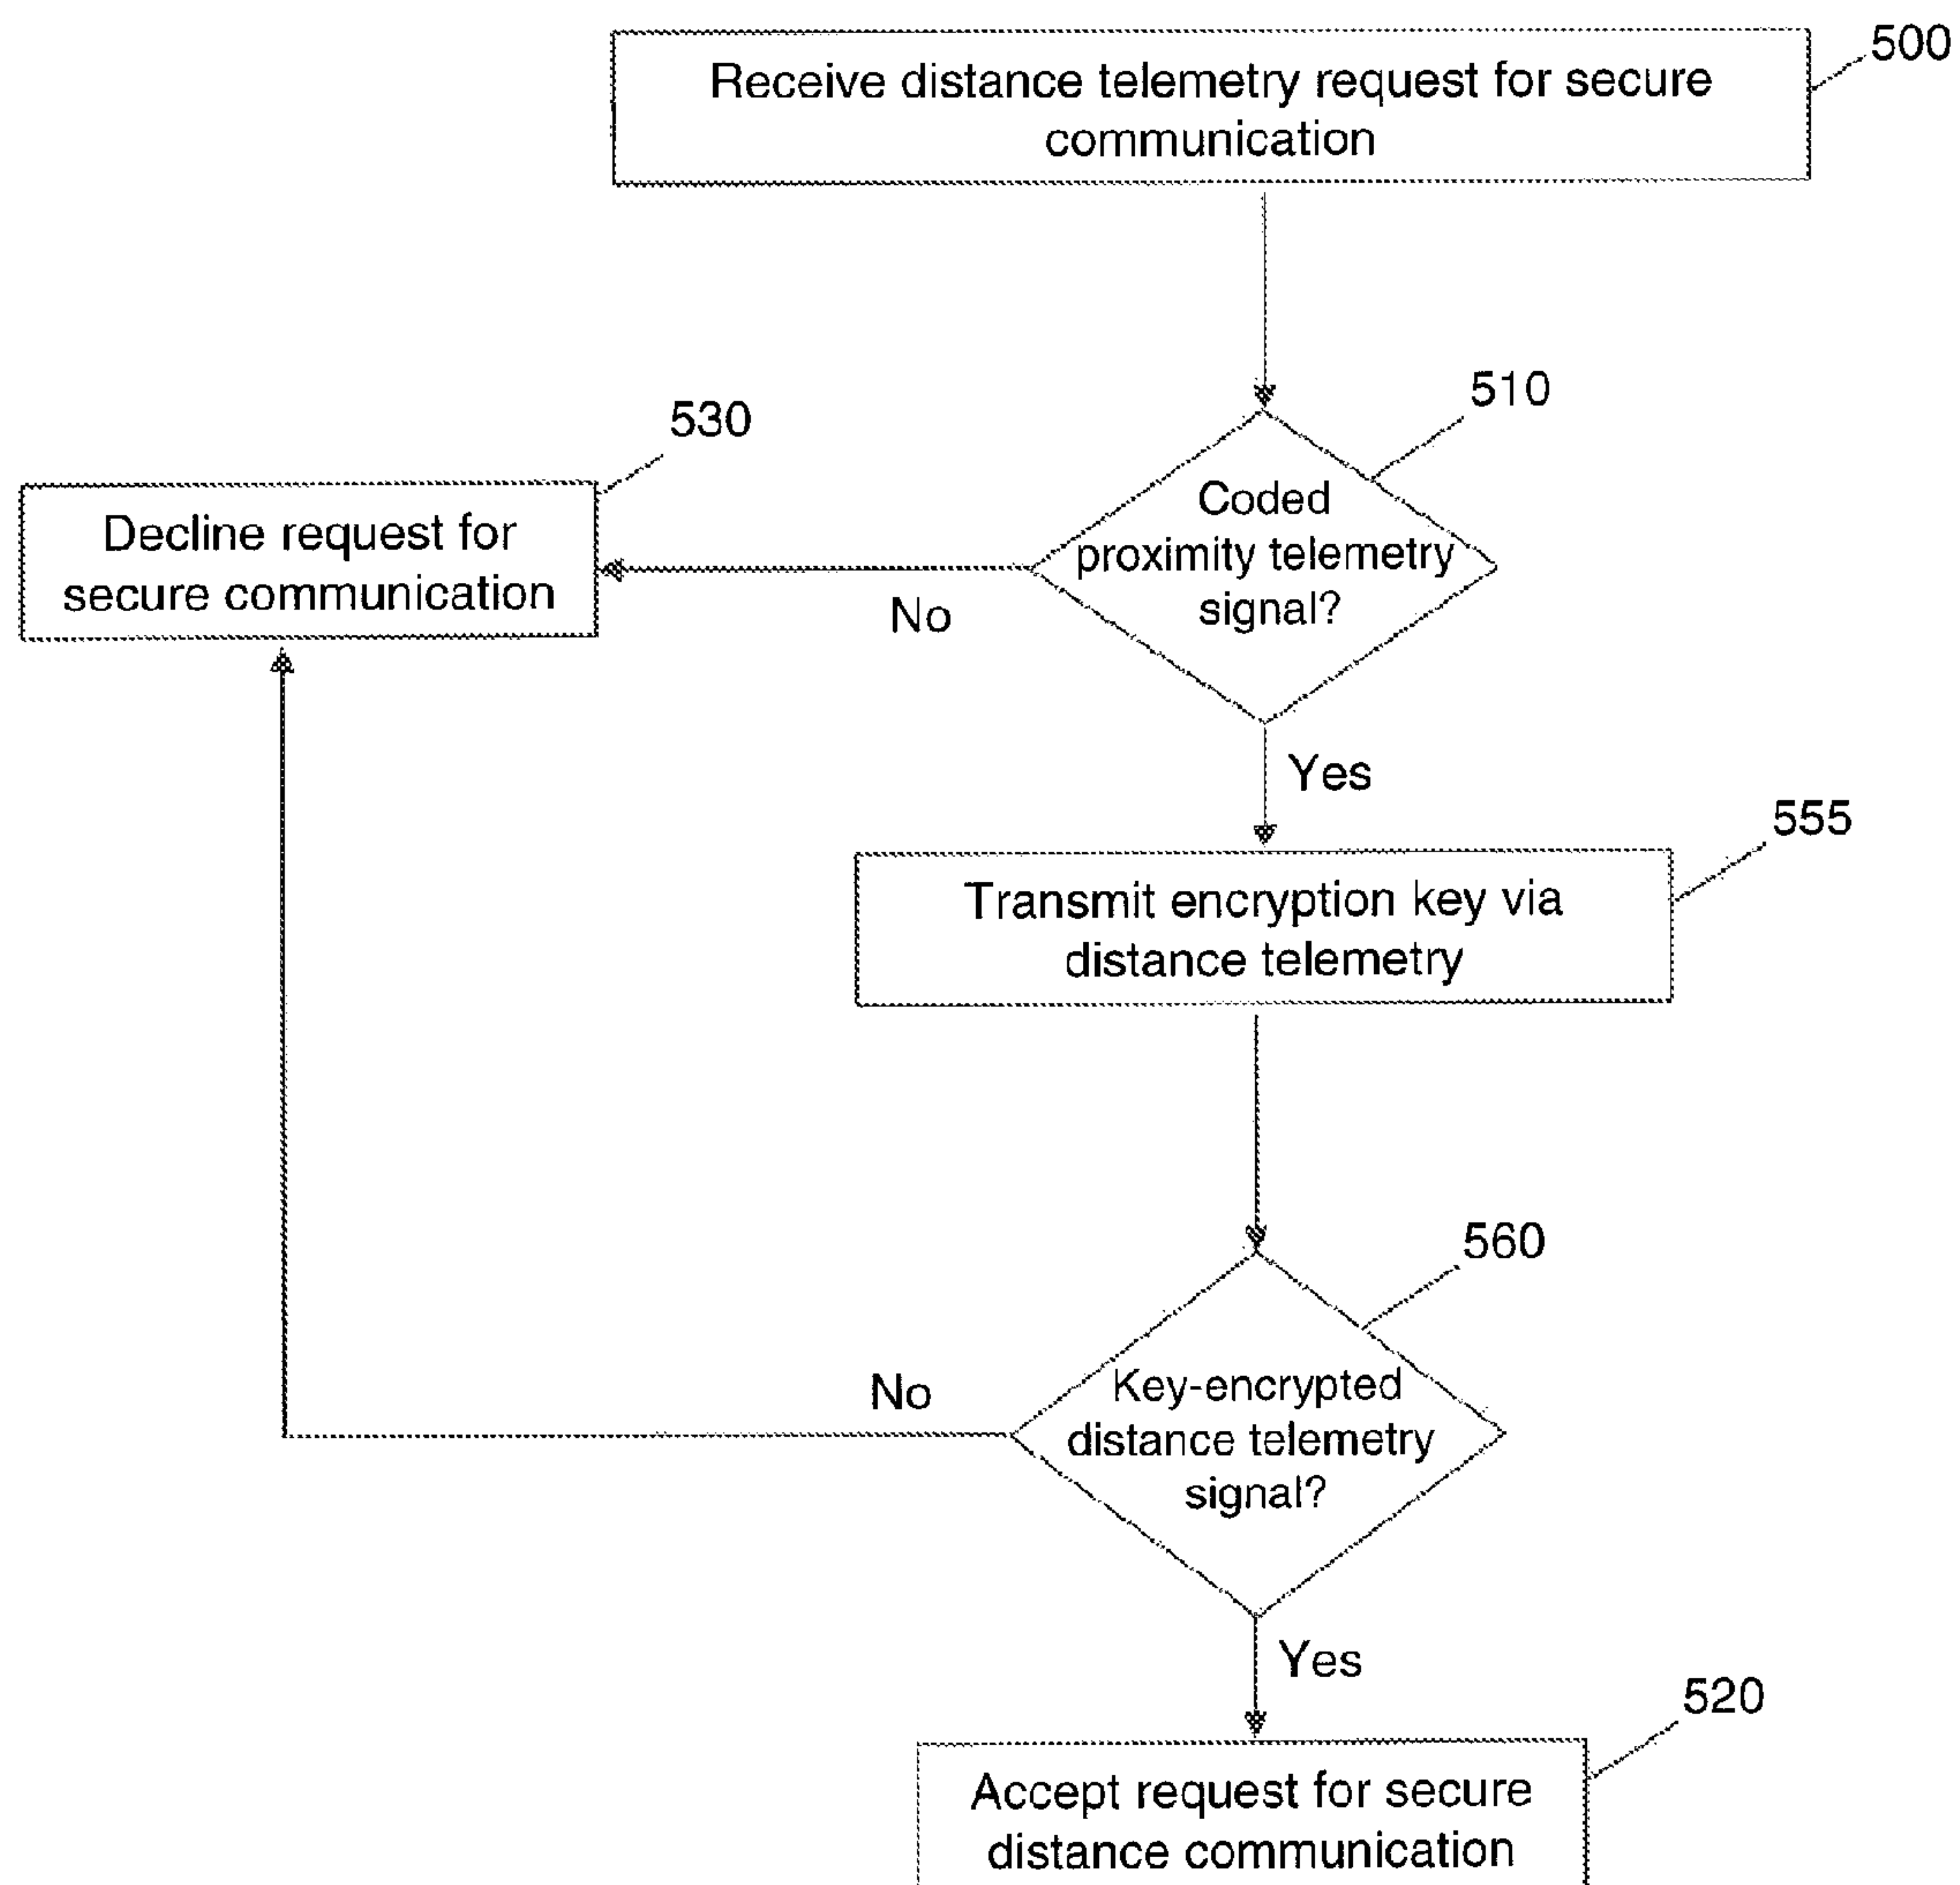 500
Receive distance telemetry request for secure
communication
510
530
Coded
proximity telemetry
signal?
Decline request for
secure communication
No
Yes
555
Transmit encryption key via
distance telemetry
560
Key-encrypted
distance telemetry
signal?
No
Yes
520
Accept request for secure
distance communication